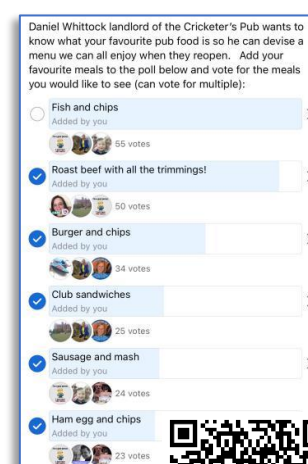 Daniel Whittock landlord of the Cricketer's Pub wants to
know what your favourite pub food is so he can devise a
menu we can all enjoy when they reopen. Add your
favourite meals to the poll below and vote for the meals
you would like to see (can vote for multiple):
Fish and chips
Added by you
55 votes
Roast beef with all the trimmings!
Added by you
50 votes
Burger and chips
Added by you
34 votes
Club sandwiches
Added by you
25 votes
Sausage and mash
Added by you
24 votes
Ham egg and chips
Added by you
23 votes